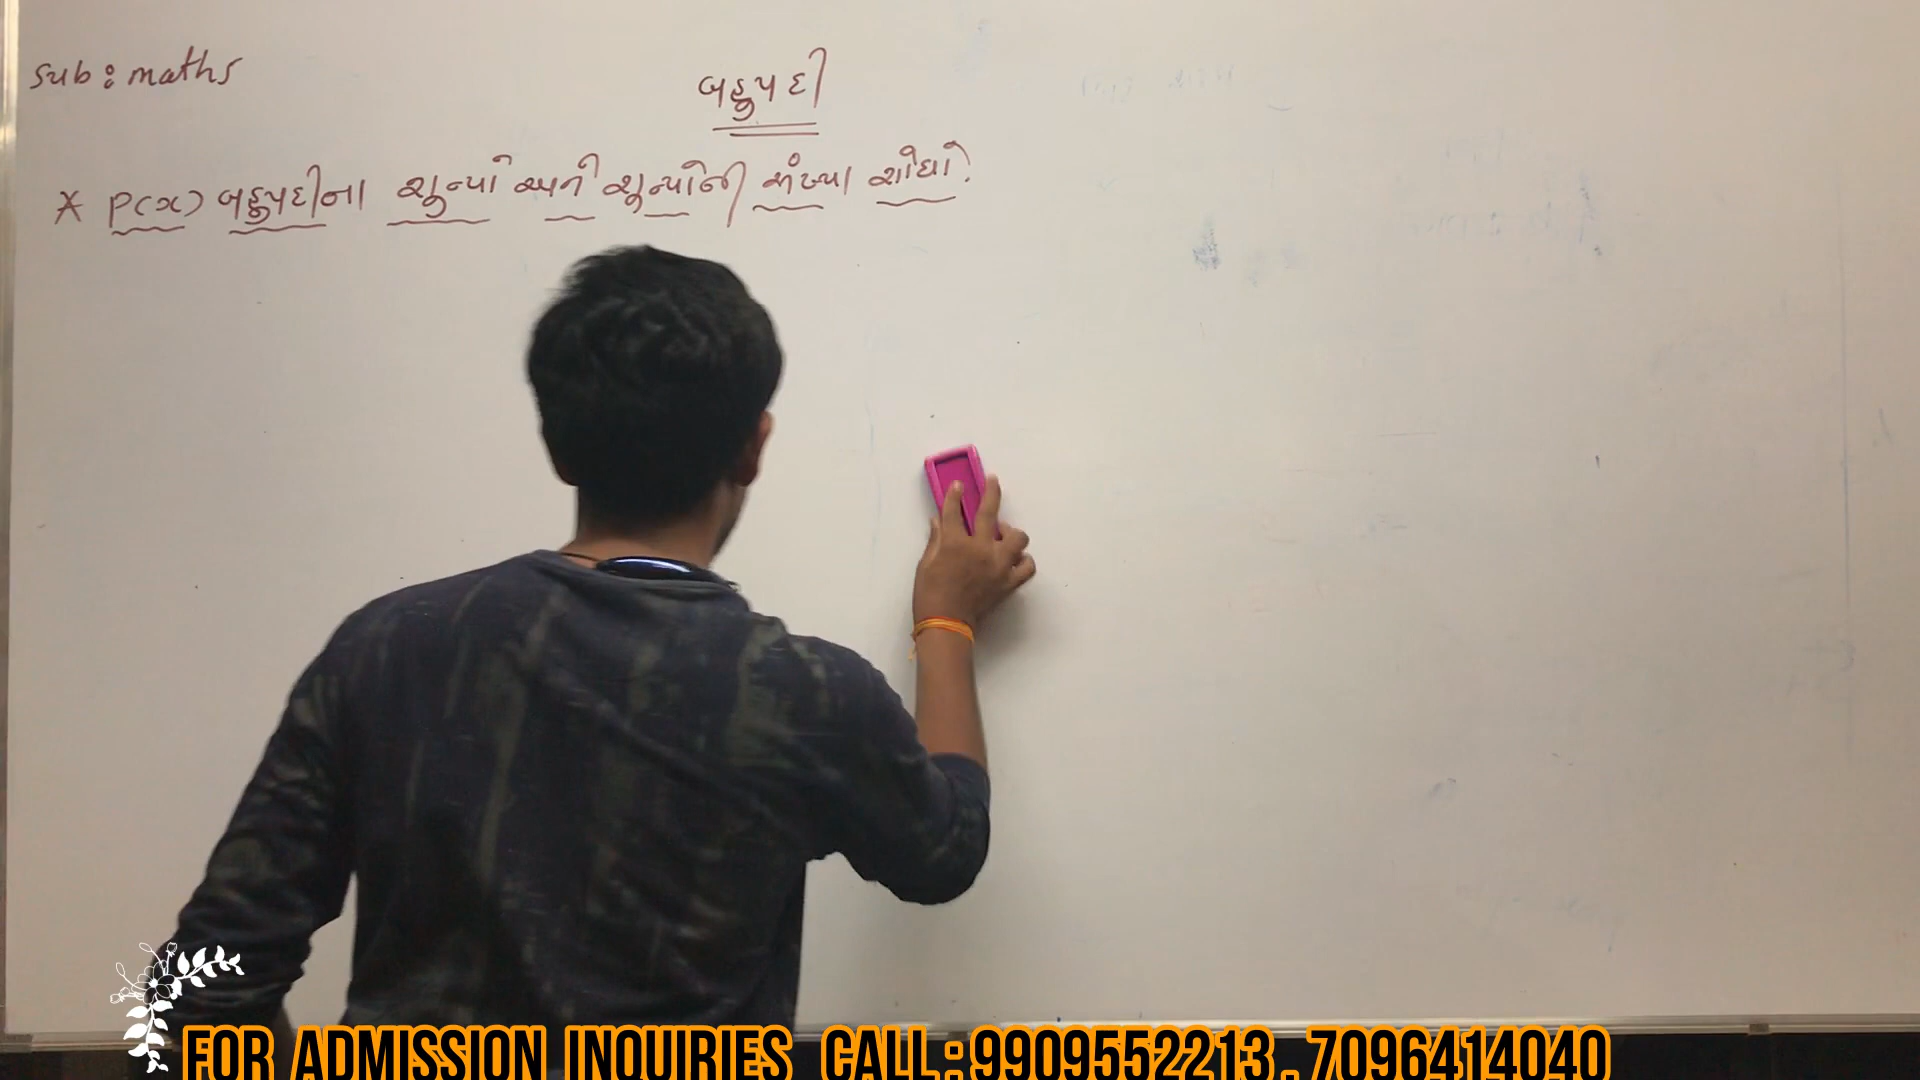 sub : maths
બહુપદી
* P(x) બહુપદીના શૂન્યો અને શૂન્યોની સંખ્યા શોધો.
FOR ADMISSION INQUIRIES CALL : 9909552213 , 7096414040